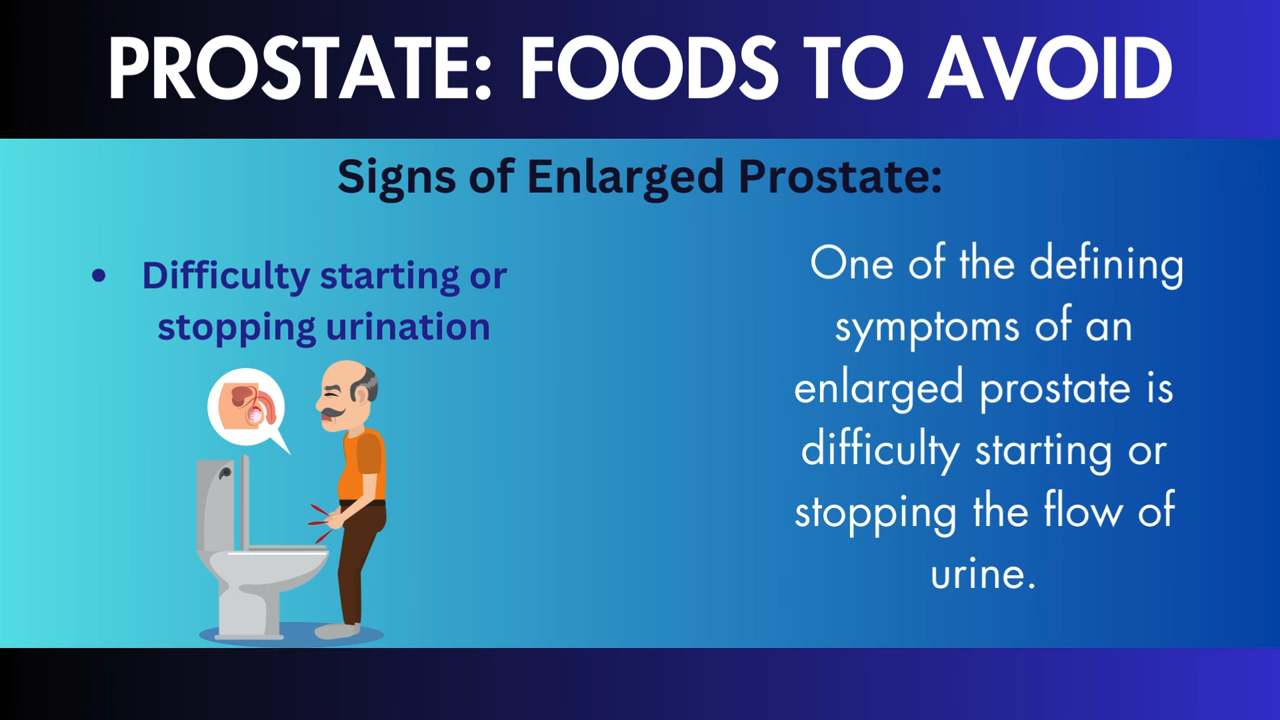 PROSTATE: FOODS TO AVOID
Signs of Enlarged Prostate:
• Difficulty starting or
stopping urination
One of the defining
symptoms of an
enlarged prostate is
difficulty starting or
stopping the flow of
urine.